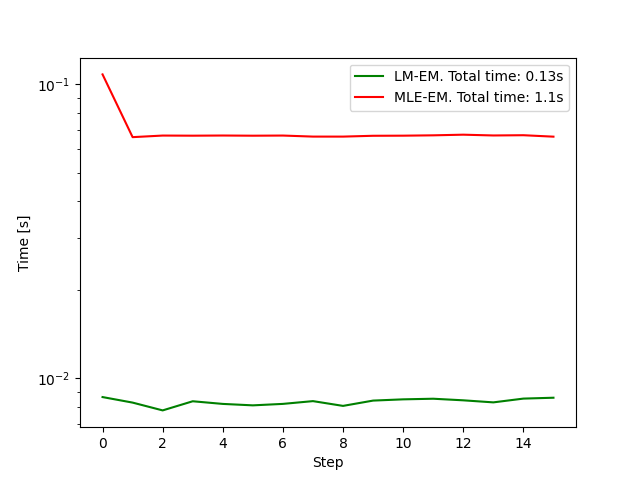 LM-EM. Total time: 0.13s
MLE-EM. Total time: 1.1s
10⁻¹
10⁻²
Time [s]
0 2 4 6 8 10 12 14
Step